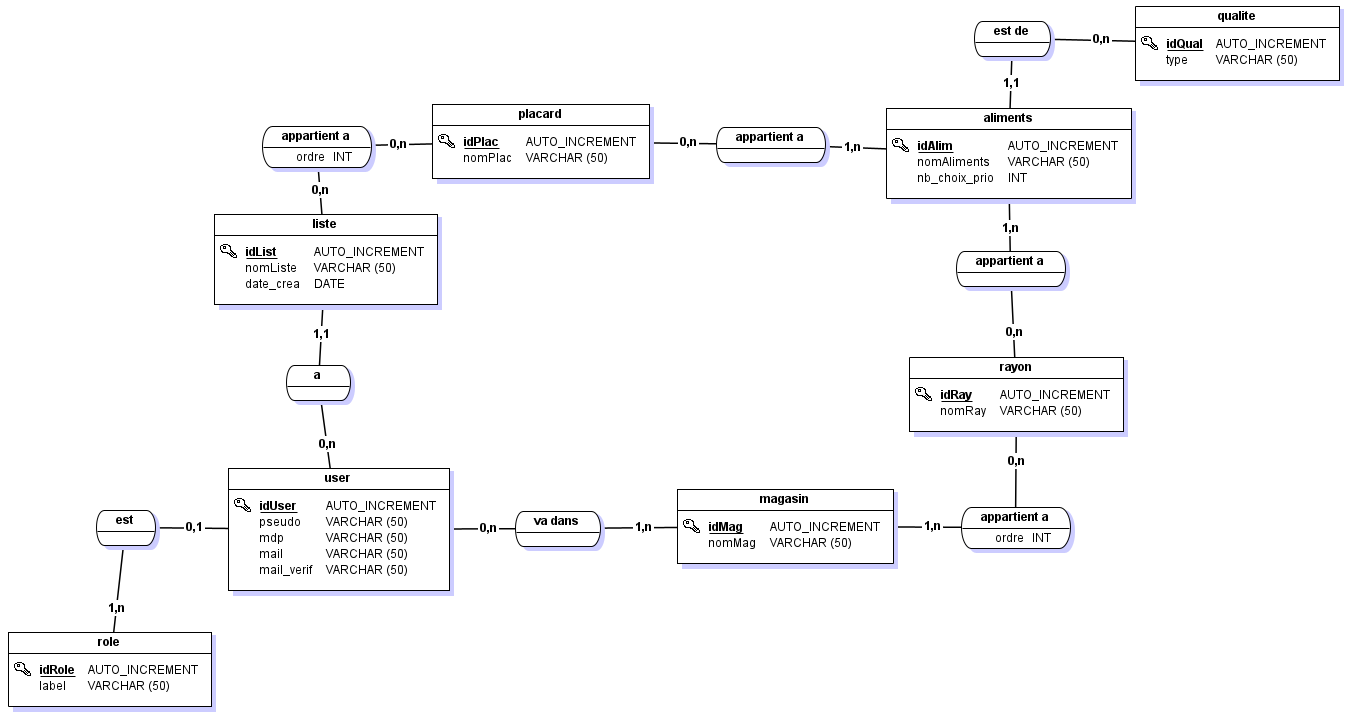 qualite
idQual AUTO_INCREMENT
type VARCHAR (50)
est de
0,n
1,1
aliments
idAlim AUTO_INCREMENT
nomAliments VARCHAR (50)
nb_choix_prio INT
placard
idPlac AUTO_INCREMENT
nomPlac VARCHAR (50)
appartient a
0,n
1,n
appartient a
ordre INT
0,n
0,n
liste
idList AUTO_INCREMENT
nomListe VARCHAR (50)
date_crea DATE
1,n
appartient a
0,n
1,1
a
0,n
rayon
idRay AUTO_INCREMENT
nomRay VARCHAR (50)
0,n
appartient a
ordre INT
1,n
magasin
idMag AUTO_INCREMENT
nomMag VARCHAR (50)
1,n
va dans
0,n
user
idUser AUTO_INCREMENT
pseudo VARCHAR (50)
mdp VARCHAR (50)
mail VARCHAR (50)
mail_verif VARCHAR (50)
0,1
est
1,n
role
idRole AUTO_INCREMENT
label VARCHAR (50)